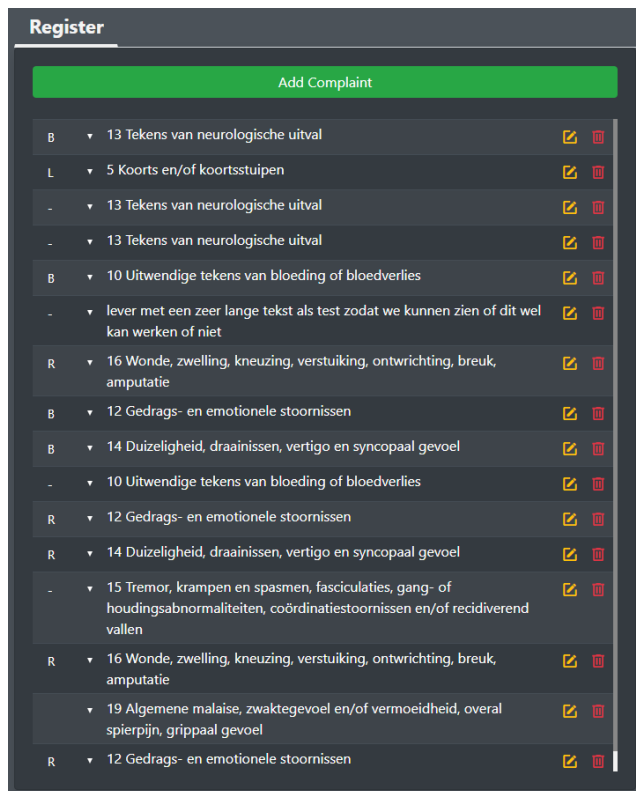 Register
Add Complaint
B ▾ 13 Tekens van neurologische uitval
L ▾ 5 Koorts en/of koortsstuipen
- ▾ 13 Tekens van neurologische uitval
- ▾ 13 Tekens van neurologische uitval
B ▾ 10 Uitwendige tekens van bloeding of bloedverlies
- ▾ lever met een zeer lange tekst als test zodat we kunnen zien of dit wel
kan werken of niet
R ▾ 16 Wonde, zwelling, kneuzing, verstuiking, ontwrichting, breuk,
amputatie
B ▾ 12 Gedrags- en emotionele stoornissen
B ▾ 14 Duizeligheid, draainissen, vertigo en syncopaal gevoel
- ▾ 10 Uitwendige tekens van bloeding of bloedverlies
R ▾ 12 Gedrags- en emotionele stoornissen
R ▾ 14 Duizeligheid, draainissen, vertigo en syncopaal gevoel
- ▾ 15 Tremor, krampen en spasmen, fasciculaties, gang- of
houdingsabnormaliteiten, coördinatiestoornissen en/of recidiverend
vallen
R ▾ 16 Wonde, zwelling, kneuzing, verstuiking, ontwrichting, breuk,
amputatie
▾ 19 Algemene malaise, zwaktegevoel en/of vermoeidheid, overal
spierpijn, grippaal gevoel
R ▾ 12 Gedrags- en emotionele stoornissen